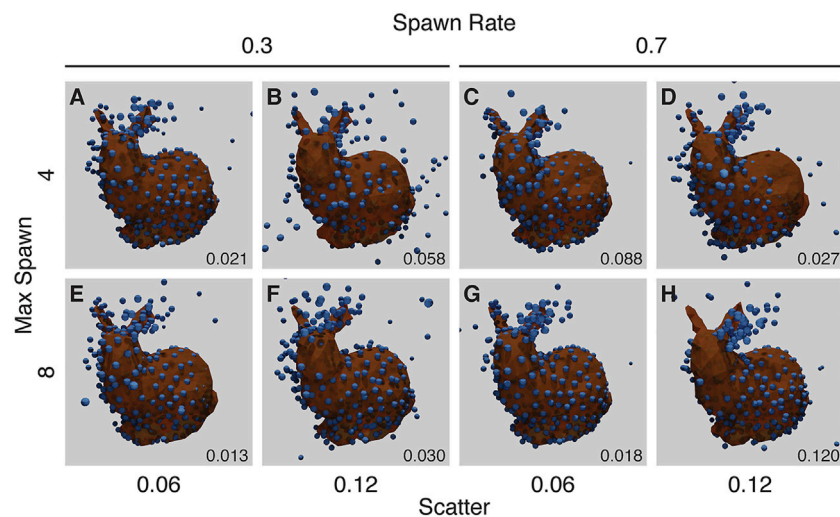 Spawn Rate
0.3 0.7
A B C D
4
0.021 0.058 0.088 0.027
Max Spawn
E F G H
8
0.013 0.030 0.018 0.120
0.06 0.12 0.06 0.12
Scatter